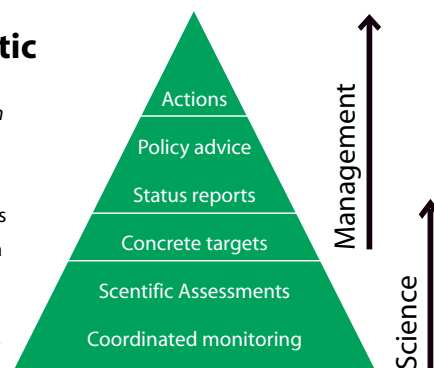 tic
n
s
Actions
Policy advice
Status reports
Concrete targets
Scentific Assessments
Coordinated monitoring
Management
Science